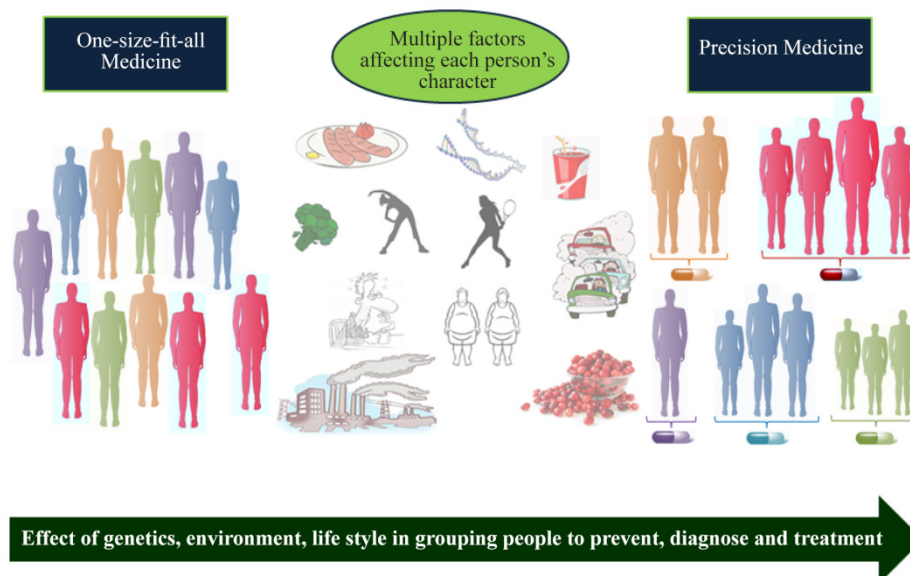 One-size-fit-all
Medicine
Multiple factors
affecting each person's
character
Precision Medicine
Effect of genetics, environment, life style in grouping people to prevent, diagnose and treatment